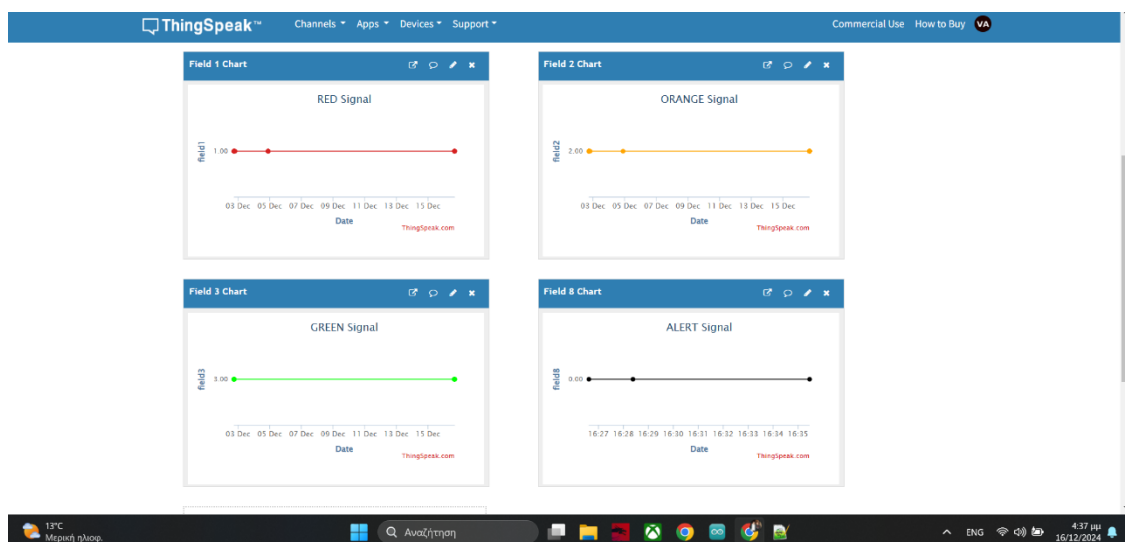 ThingSpeak™ Channels Apps Devices Support Commercial Use How to Buy VA
Field 1 Chart
RED Signal
field1
1.00
03 Dec 05 Dec 07 Dec 09 Dec 11 Dec 13 Dec 15 Dec
Date
ThingSpeak.com
Field 2 Chart
ORANGE Signal
field2
2.00
03 Dec 05 Dec 07 Dec 09 Dec 11 Dec 13 Dec 15 Dec
Date
ThingSpeak.com
Field 3 Chart
GREEN Signal
field3
3.00
03 Dec 05 Dec 07 Dec 09 Dec 11 Dec 13 Dec 15 Dec
Date
ThingSpeak.com
Field 8 Chart
ALERT Signal
field8
0.00
16:27 16:28 16:29 16:30 16:31 16:32 16:33 16:34 16:35
Date
ThingSpeak.com
13°C
Μερική ηλιοφ.
Αναζήτηση
ENG
4:37 μμ
16/12/2024